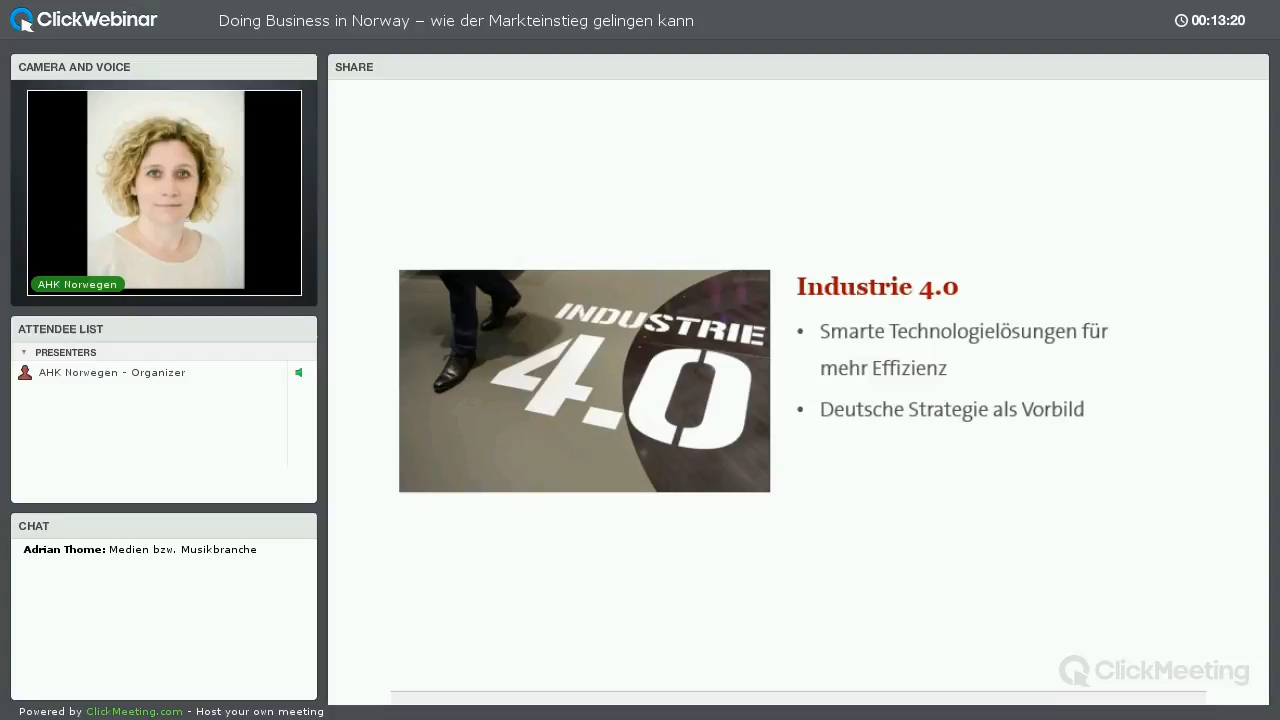 ClickWebinar
Doing Business in Norway – wie der Markteinstieg gelingen kann
00:13:20
CAMERA AND VOICE
AHK Norwegen
ATTENDEE LIST
PRESENTERS
AHK Norwegen - Organizer
CHAT
Adrian Thome: Medien bzw. Musikbranche
SHARE
INDUSTRIE
4.0
Industrie 4.0
• Smarte Technologielösungen für
mehr Effizienz
• Deutsche Strategie als Vorbild
ClickMeeting
Powered by ClickMeeting.com - Host your own meeting